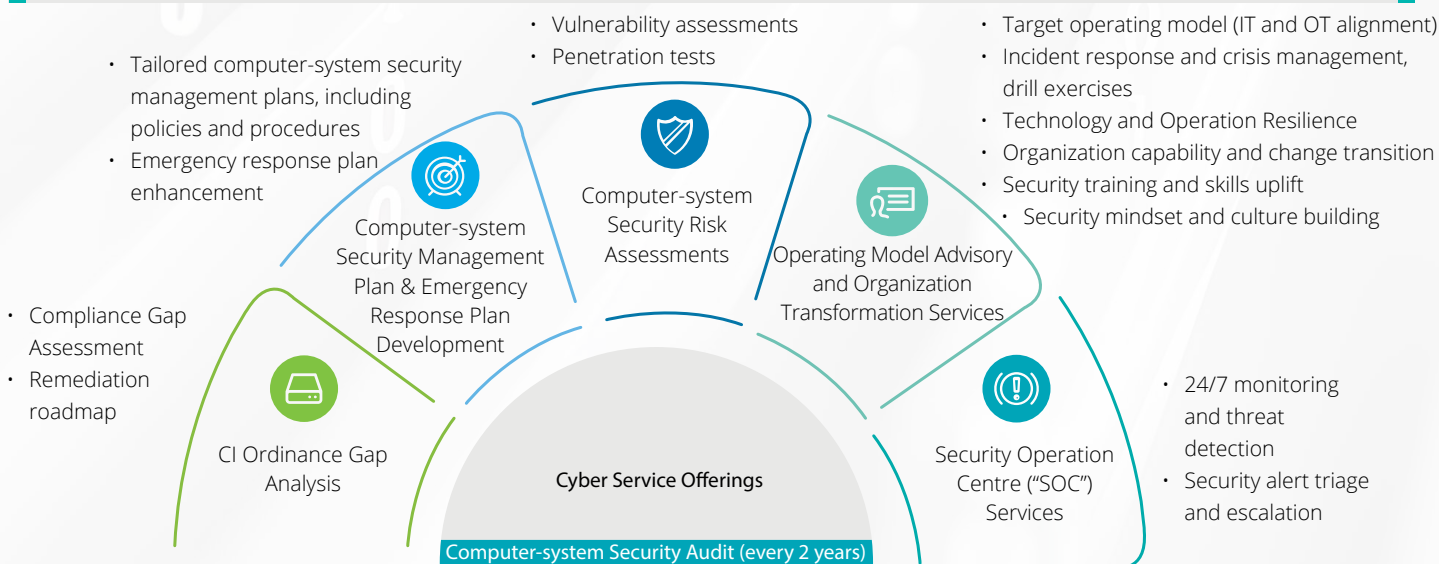 • Compliance Gap
Assessment
• Remediation
roadmap
CI Ordinance Gap
Analysis
• Tailored computer-system security
management plans, including
policies and procedures
• Emergency response plan
enhancement
Computer-system
Security Management
Plan & Emergency
Response Plan
Development
• Vulnerability assessments
• Penetration tests
Computer-system
Security Risk
Assessments
• Target operating model (IT and OT alignment)
• Incident response and crisis management,
drill exercises
• Technology and Operation Resilience
• Organization capability and change transition
• Security training and skills uplift
• Security mindset and culture building
Operating Model Advisory
and Organization
Transformation Services
• 24/7 monitoring
and threat
detection
• Security alert triage
and escalation
Security Operation
Centre (“SOC”)
Services
Cyber Service Offerings
Computer-system Security Audit (every 2 years)